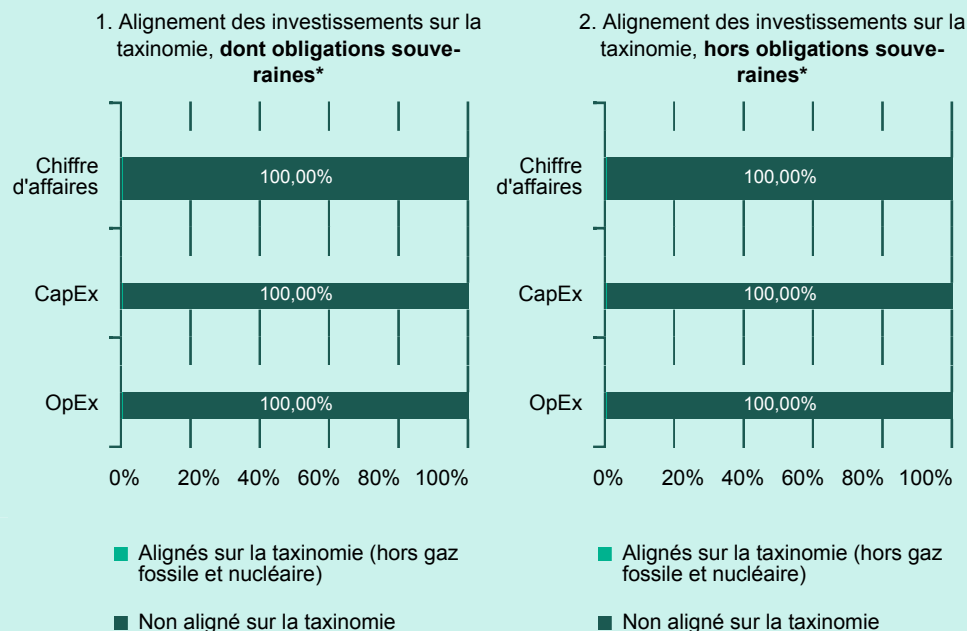 1. Alignement des investissements sur la
taxinomie, dont obligations souve-
raines*
Chiffre
d'affaires
100,00%
CapEx
100,00%
OpEx
100,00%
0% 20% 40% 60% 80% 100%
Alignés sur la taxinomie (hors gaz
fossile et nucléaire)
Non aligné sur la taxinomie
2. Alignement des investissements sur la
taxinomie, hors obligations souve-
raines*
Chiffre
d'affaires
100,00%
CapEx
100,00%
OpEx
100,00%
0% 20% 40% 60% 80% 100%
Alignés sur la taxinomie (hors gaz
fossile et nucléaire)
Non aligné sur la taxinomie